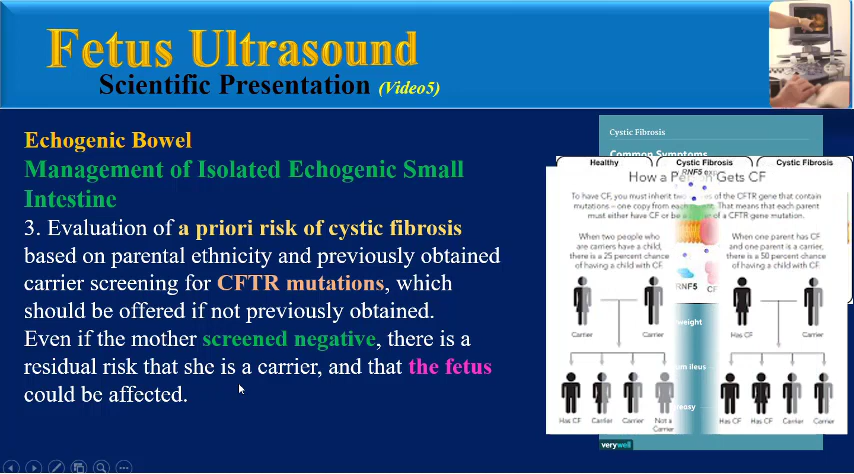 Fetus Ultrasound
Scientific Presentation (Video5)
Echogenic Bowel
Management of Isolated Echogenic Small
Intestine
3. Evaluation of a priori risk of cystic fibrosis
based on parental ethnicity and previously obtained
carrier screening for CFTR mutations, which
should be offered if not previously obtained.
Even if the mother screened negative, there is a
residual risk that she is a carrier, and that the fetus
could be affected.
Cystic Fibrosis
Common Symptoms
Healthy
Cystic Fibrosis
Cystic Fibrosis
RNF5
How a Gets CF
To have CF, you must inherit two of the CFTR gene that contain
mutations – one copy from each. That means that each parent
must either have CF or be a of a CFTR gene mutation.
When two people who
are carriers have a child,
there is a 25 percent chance
of having a child with CF.
When one parent has CF
and one parent is a carrier,
there is a 50 percent chance
of having a child with CF.
RNF5
Carrier
Carrier
Has CF
Carrier
weight
ileus
Has CF
Carrier
Carrier
Not a
Carrier
Has CF
Has CF
Carrier
Carrier
verywell